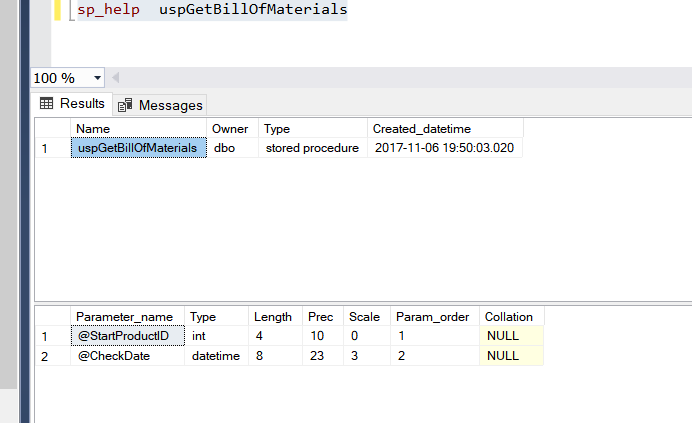 sp_help uspGetBillOfMaterials
100 %
Results Messages
Name Owner Type Created_datetime
1 uspGetBillOfMaterials dbo stored procedure 2017-11-06 19:50:03.020
Parameter_name Type Length Prec Scale Param_order Collation
1 @StartProductID int 4 10 0 1 NULL
2 @CheckDate datetime 8 23 3 2 NULL